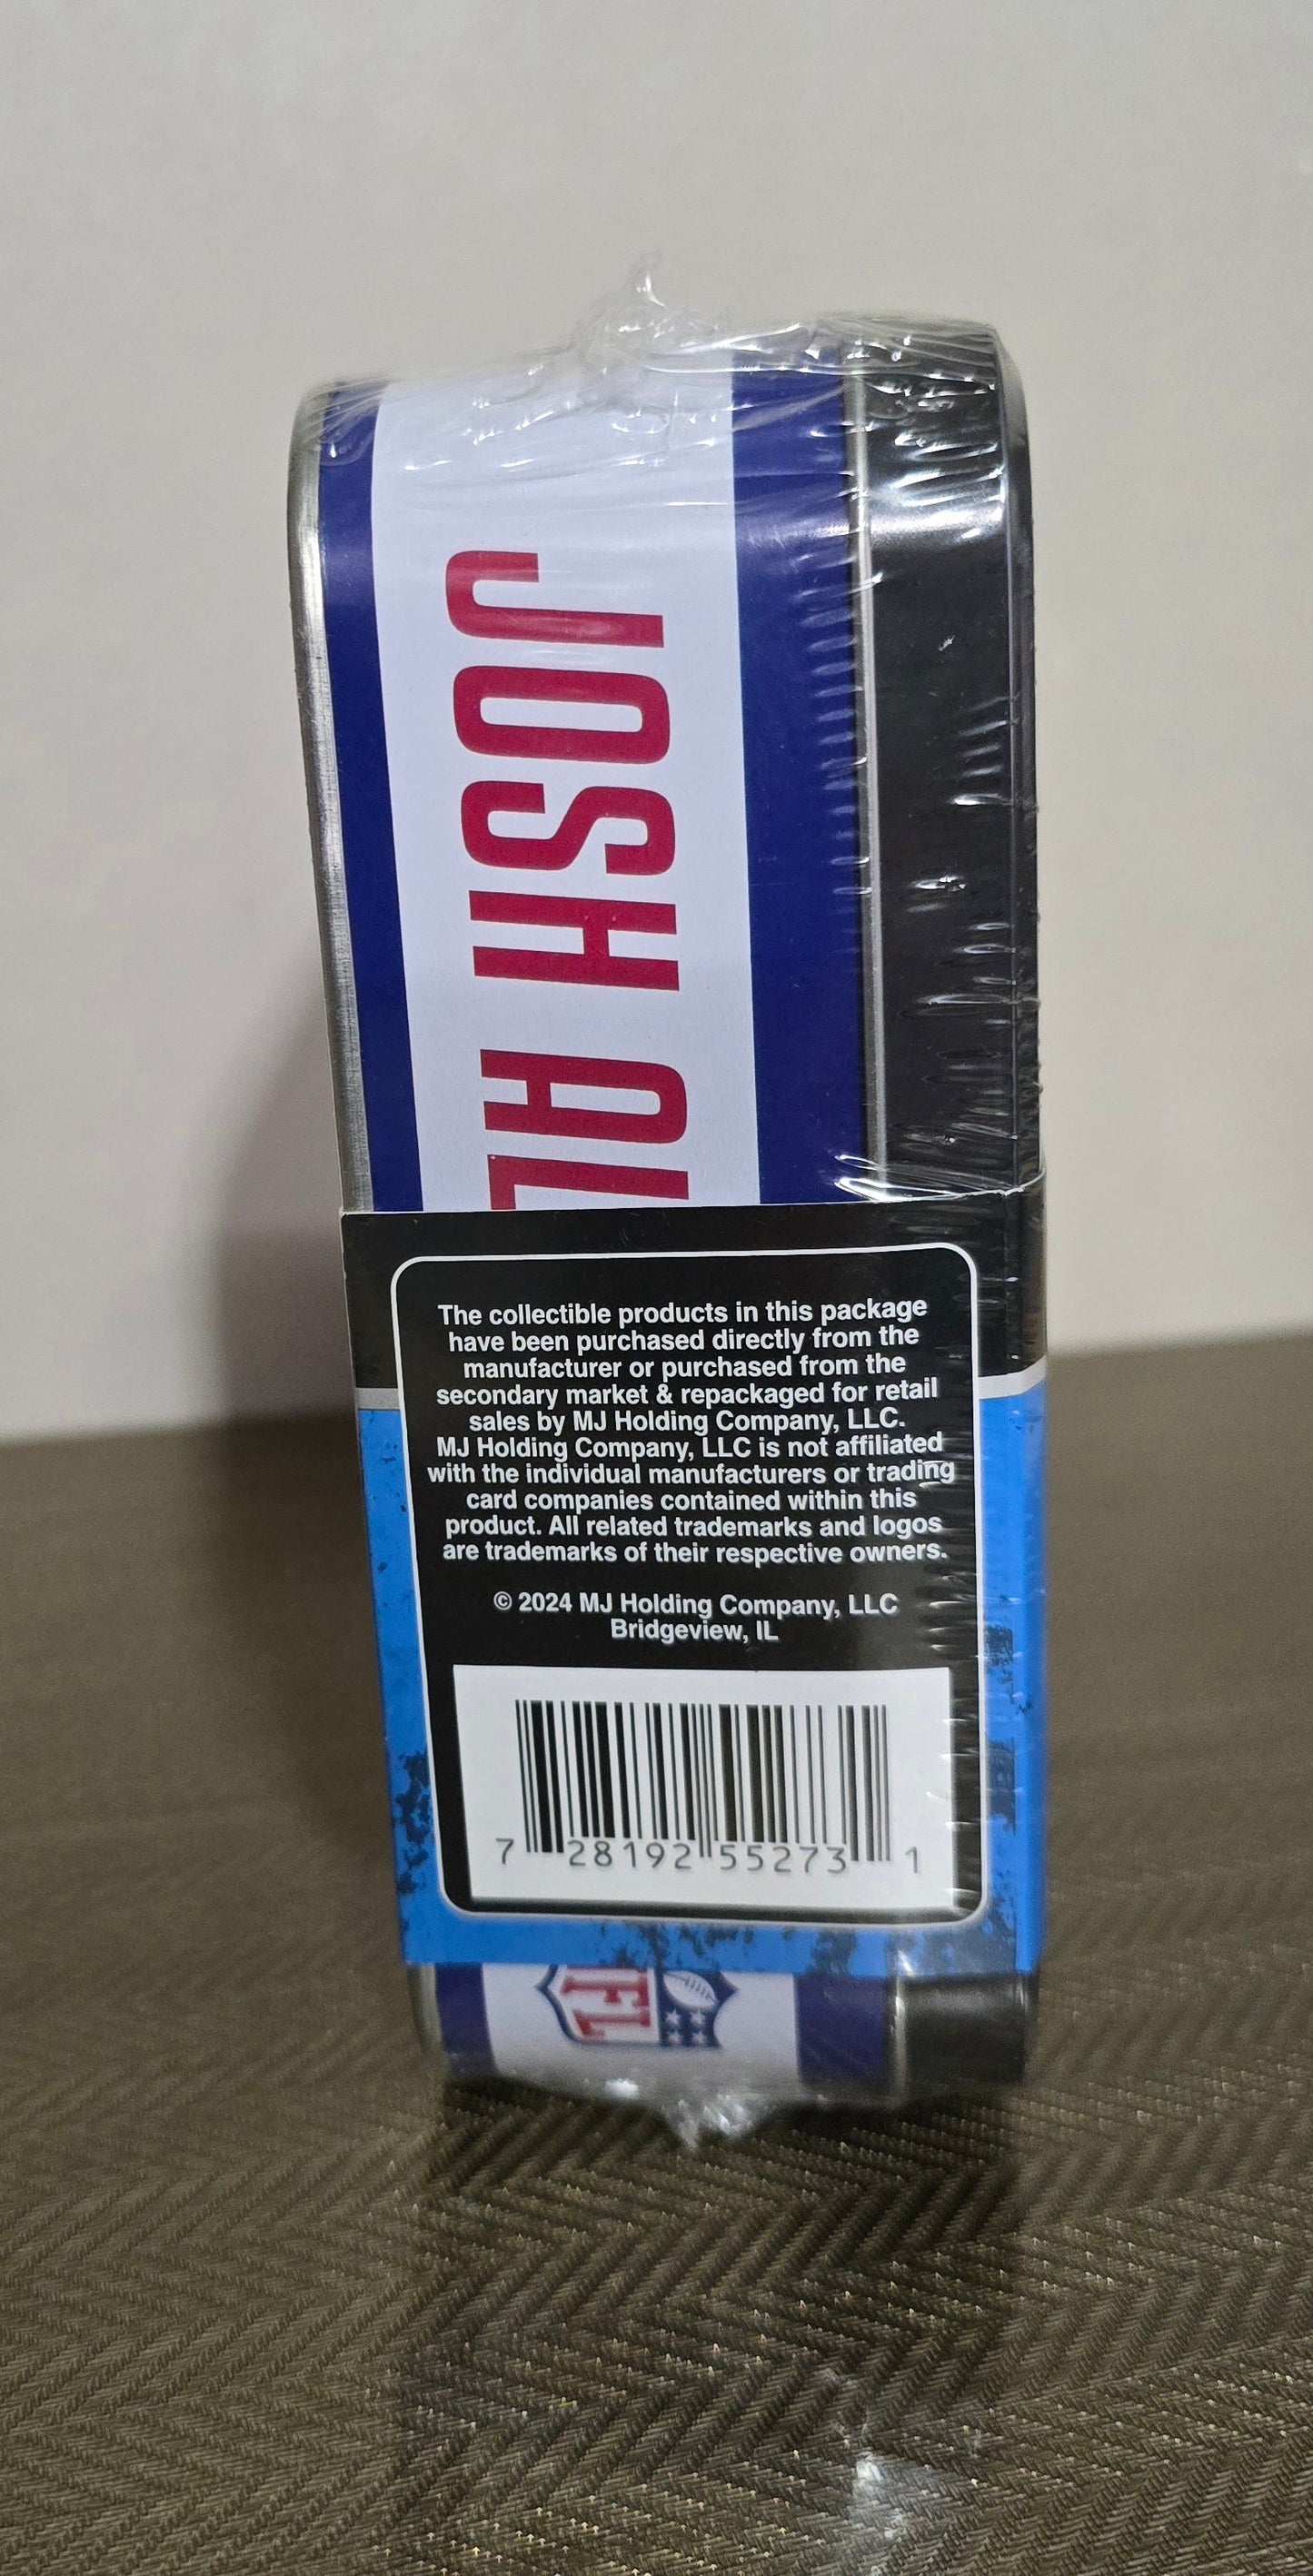 JOSH AL
The collectible products in this package
have been purchased directly from the
manufacturer or purchased from the
secondary market & repackaged for retail
sales by MJ Holding Company, LLC.
MJ Holding Company, LLC is not affiliated
with the individual manufacturers or trading
card companies contained within this
product. All related trademarks and logos
are trademarks of their respective owners.
© 2024 MJ Holding Company, LLC
Bridgeview, IL
7 28192 55273 1
NFL